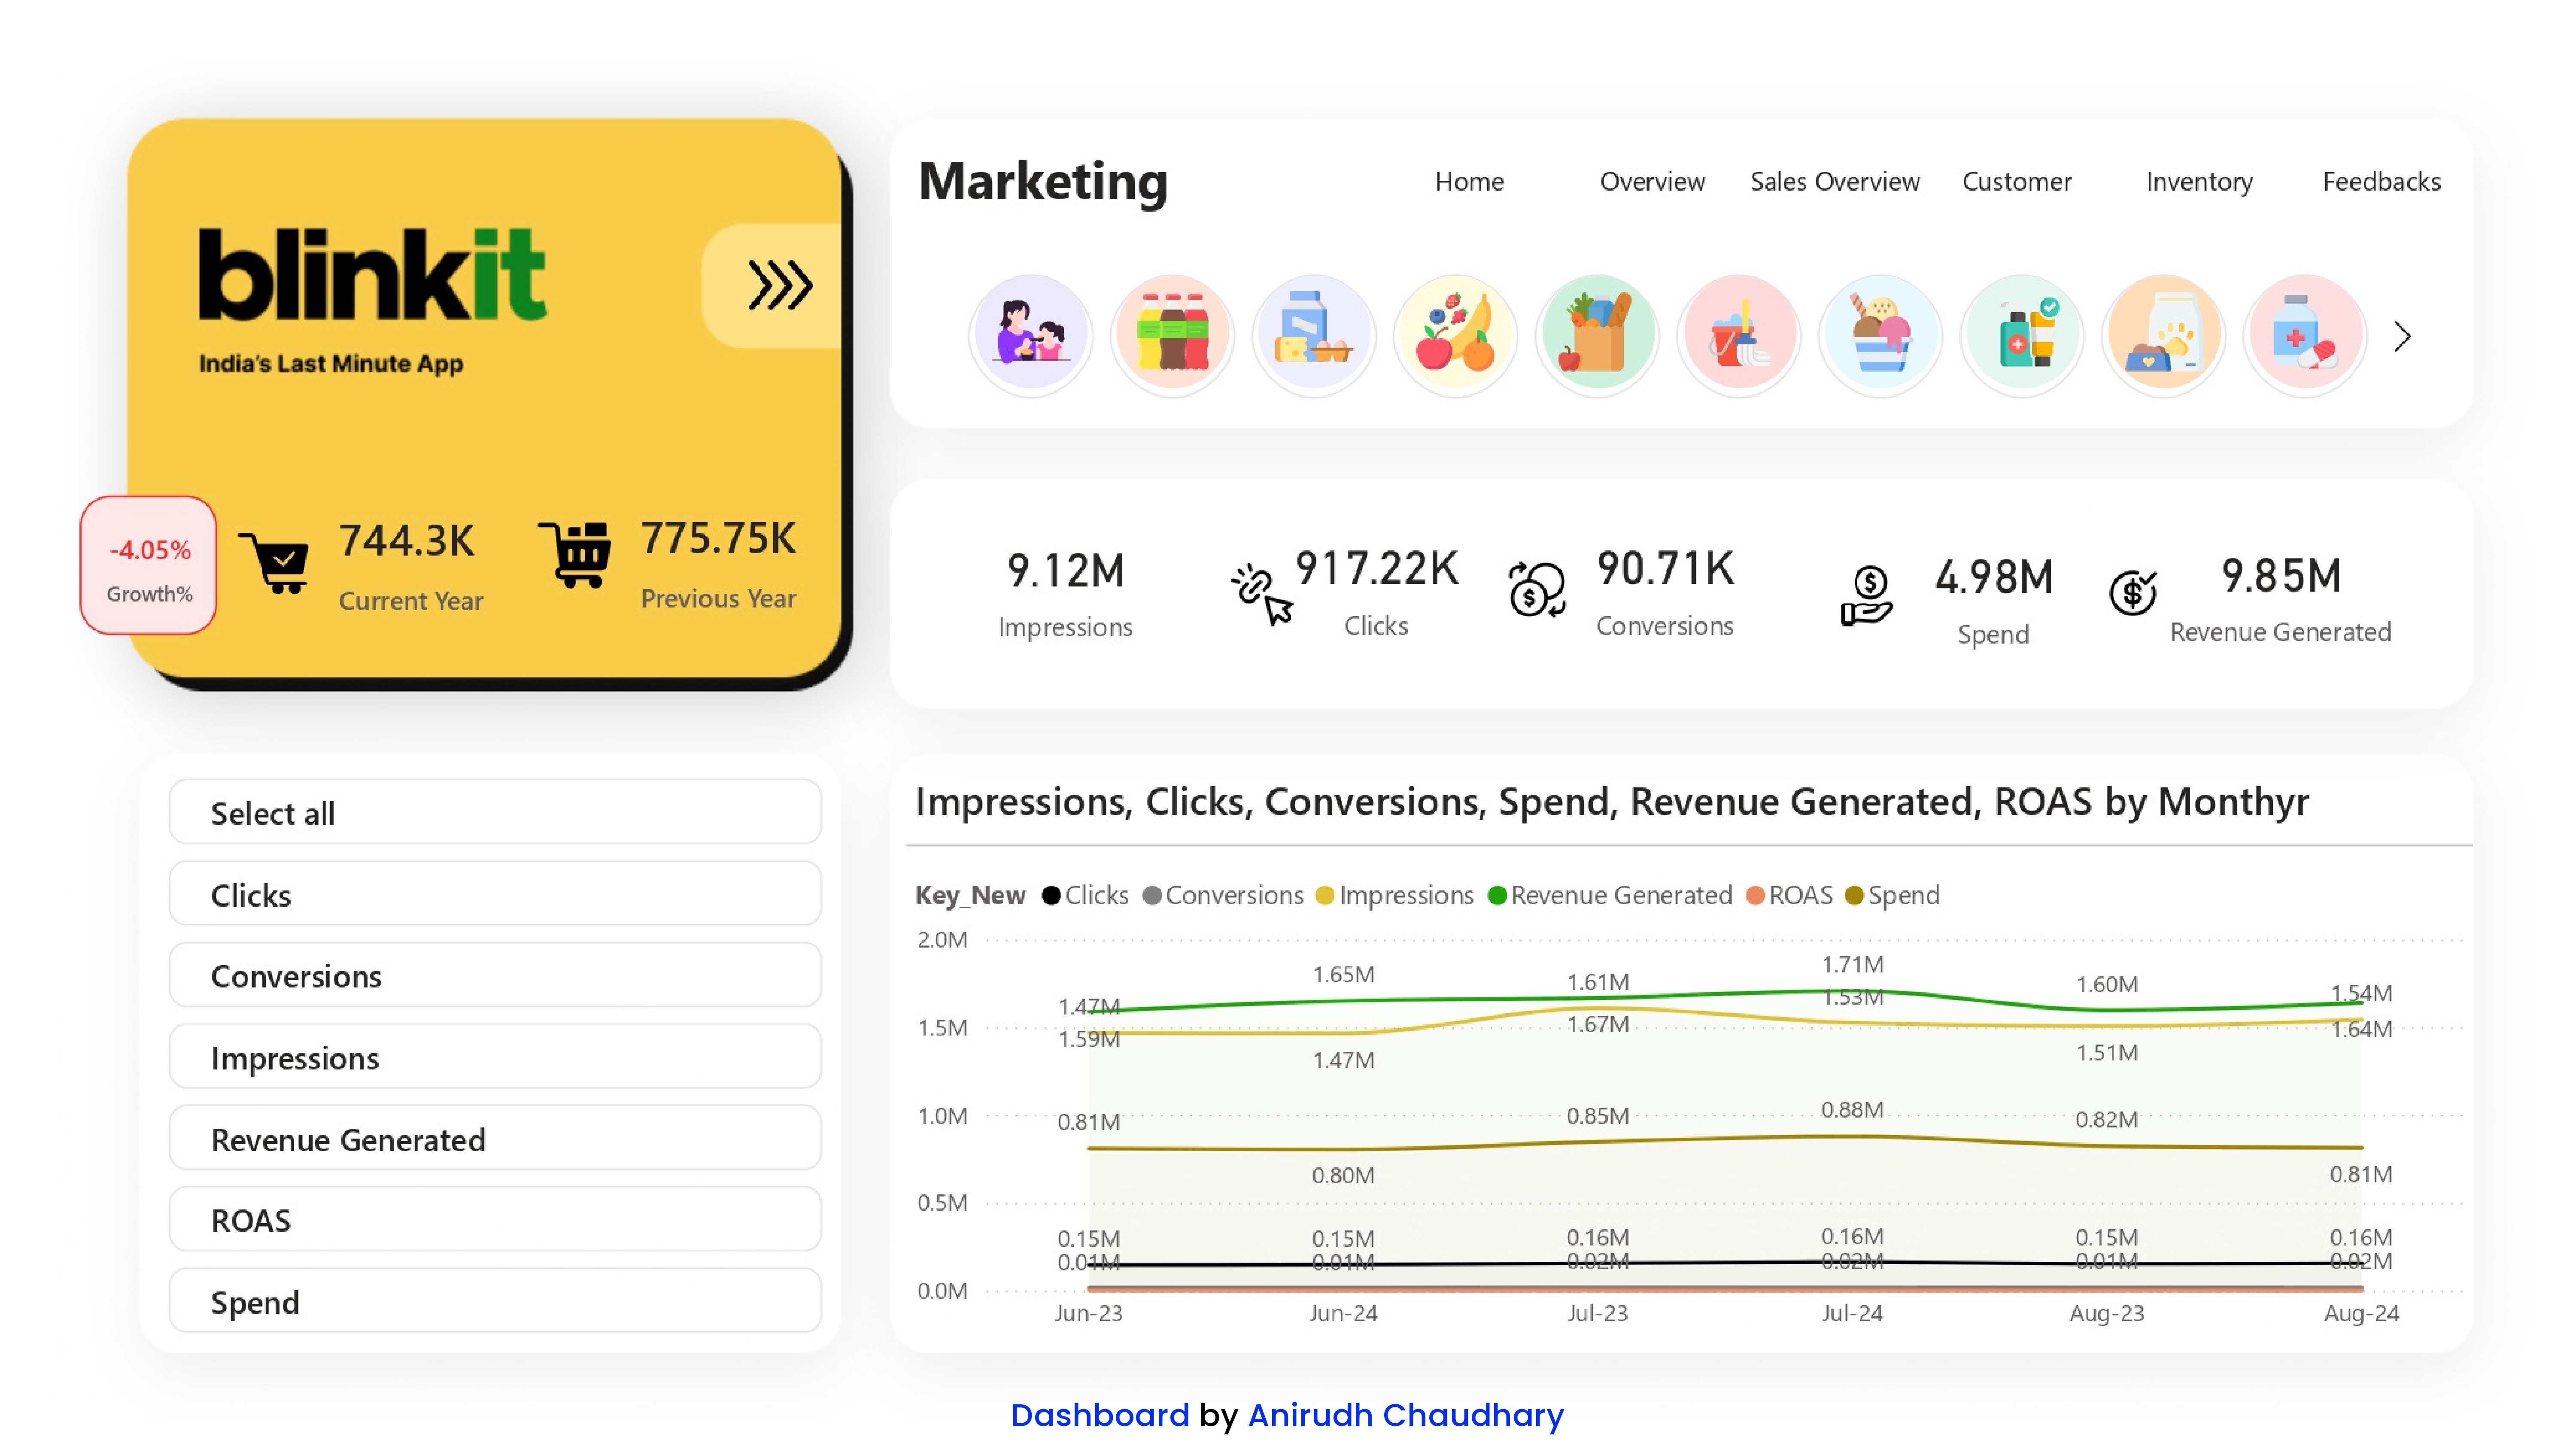 blinkit
India's Last Minute App
-4.05%
Growth%
744.3K
Current Year
775.75K
Previous Year
Marketing
Home Overview Sales Overview Customer Inventory Feedbacks
9.12M
Impressions
917.22K
Clicks
90.71K
Conversions
4.98M
Spend
9.85M
Revenue Generated
Select all
Clicks
Conversions
Impressions
Revenue Generated
ROAS
Spend
Impressions, Clicks, Conversions, Spend, Revenue Generated, ROAS by Monthyr
Key_New Clicks Conversions Impressions Revenue Generated ROAS Spend
2.0M
1.5M
1.0M
0.5M
0.0M
1.47M 1.65M 1.61M 1.71M 1.60M 1.54M
1.59M 1.47M 1.67M 1.53M 1.51M 1.64M
0.81M 0.80M 0.85M 0.88M 0.82M 0.81M
0.15M 0.15M 0.16M 0.16M 0.15M 0.16M
0.01M 0.01M 0.02M 0.02M 0.01M 0.02M
Jun-23 Jun-24 Jul-23 Jul-24 Aug-23 Aug-24
Dashboard by Anirudh Chaudhary